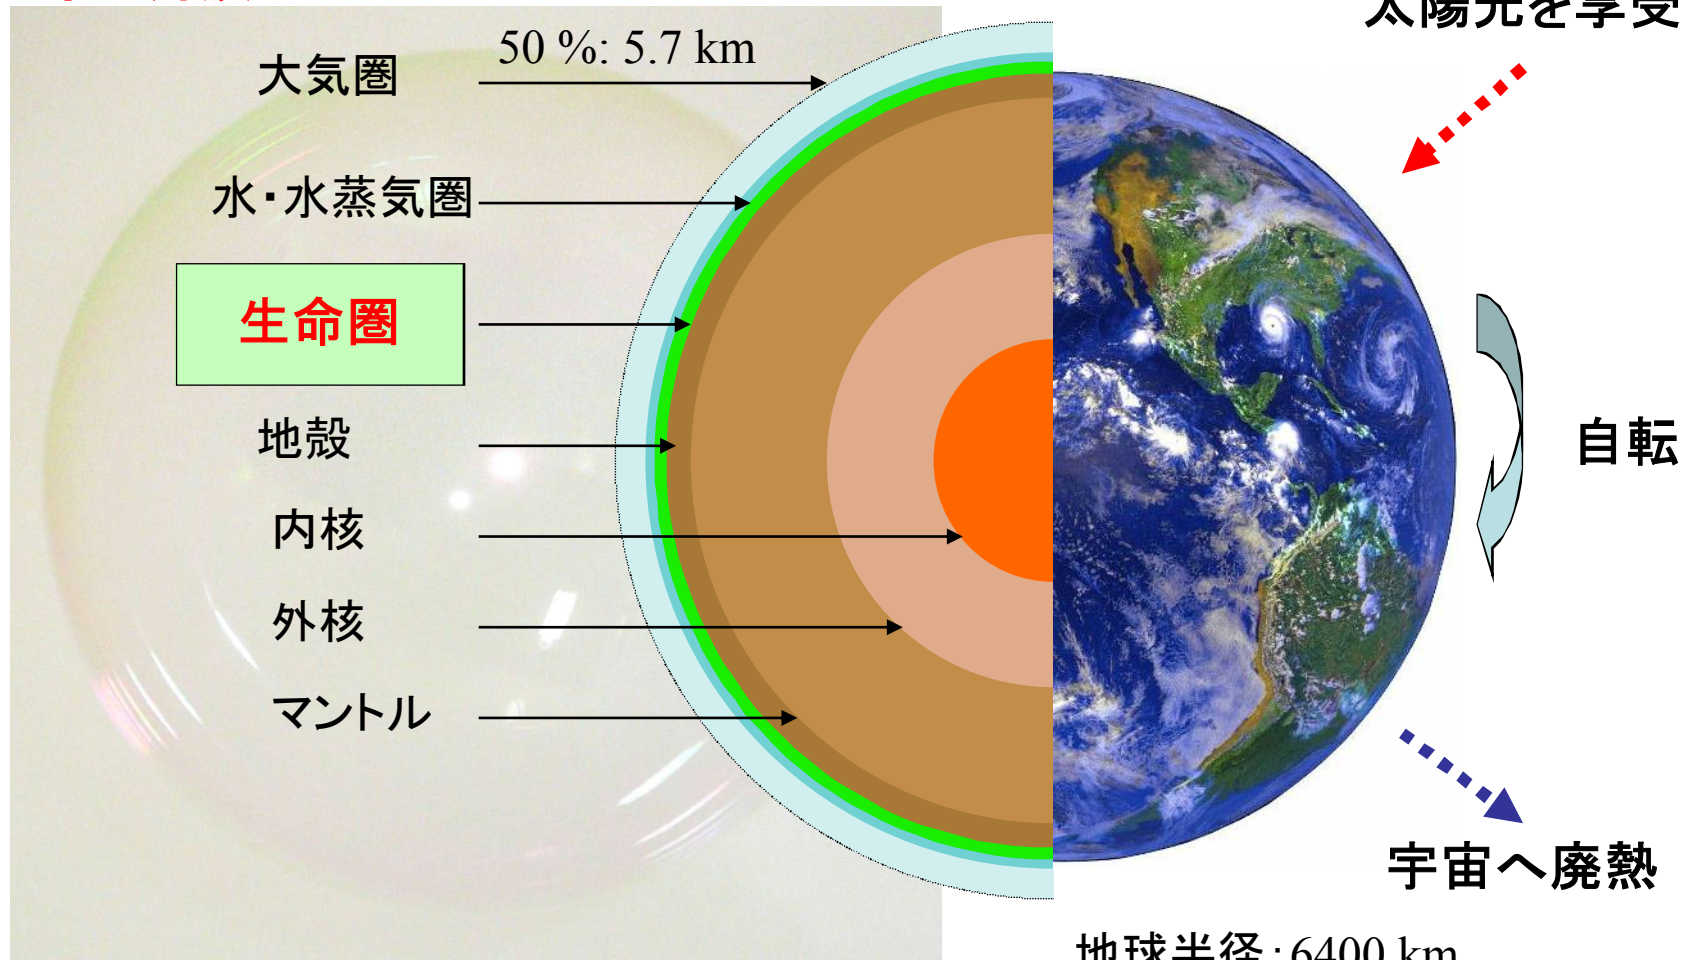 太陽光を享受
大気圏
50 %: 5.7 km
水・水蒸気圏
生命圏
地殻
自転
内核
外核
マントル
宇宙へ廃熱
地球半径:6400 km